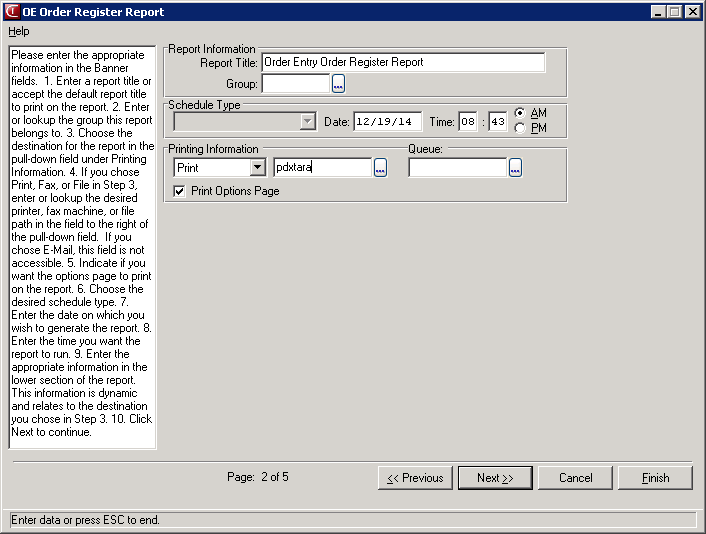 OE Order Register Report
Help
Please enter the appropriate
information in the Banner
fields.  1. Enter a report title or
accept the default report title
to print on the report. 2. Enter
or lookup the group this report
belongs to. 3. Choose the
destination for the report in the
pull-down field under Printing
Information. 4. If you chose
Print, Fax, or File in Step 3,
enter or lookup the desired
printer, fax machine, or file
path in the field to the right of
the pull-down field.  If you
chose E-Mail, this field is not
accessible. 5. Indicate if you
want the options page to print
on the report. 6. Choose the
desired schedule type. 7.
Enter the date on which you
wish to generate the report. 8.
Enter the time you want the
report to run. 9. Enter the
appropriate information in the
lower section of the report.
This information is dynamic
and relates to the destination
you chose in Step 3. 10. Click
Next to continue.
Report Information
Report Title: Order Entry Order Register Report
Group: ...
Schedule Type
Date: 12/19/14 Time: 08 : 43 AM
PM
Printing Information Queue:
Print pdxtara ... ...
Print Options Page
Page: 2 of 5 << Previous Next >> Cancel Finish
Enter data or press ESC to end.